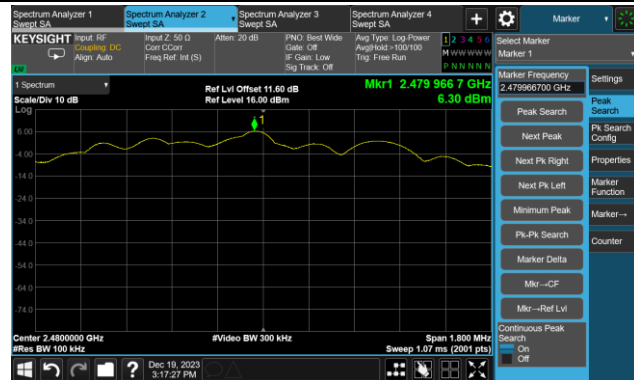 Spectrum Analyzer 1
Swept SA
Spectrum Analyzer 2
Swept SA
Spectrum Analyzer 3
Swept SA
Spectrum Analyzer 4
Swept SA
+
Marker
KEYSIGHT
Input: RF
Coupling: DC
Align: Auto
Input Z: 50 Ω
Corr CCorr
Freq Ref: Int (S)
Atten: 20 dB
PNO: Best Wide
Gate: Off
IF Gain: Low
Sig Track: Off
Avg Type: Log-Power
Avg|Hold:>100/100
Trig: Free Run
1 2 3 4 5 6
M W W W W W
P N N N N N
Select Marker
Marker 1
1 Spectrum
Scale/Div 10 dB
Log
Ref Lvl Offset 11.60 dB
Ref Level 16.00 dBm
Mkr1 2.479 966 7 GHz
6.30 dBm
1
6.00
-4.00
-14.0
-24.0
-34.0
-44.0
-54.0
-64.0
-74.0
Center 2.4800000 GHz
#Res BW 100 kHz
#Video BW 300 kHz
Span 1.800 MHz
Sweep 1.07 ms (2001 pts)
Marker Frequency
2.479966700 GHz
Peak Search
Next Peak
Next Pk Right
Next Pk Left
Minimum Peak
Pk-Pk Search
Marker Delta
Mkr→CF
Mkr→Ref Lvl
Continuous Peak
Search
On
Off
Settings
Peak
Search
Pk Search
Config
Properties
Marker
Function
Marker→
Counter
?
Dec 19, 2023
3:17:27 PM